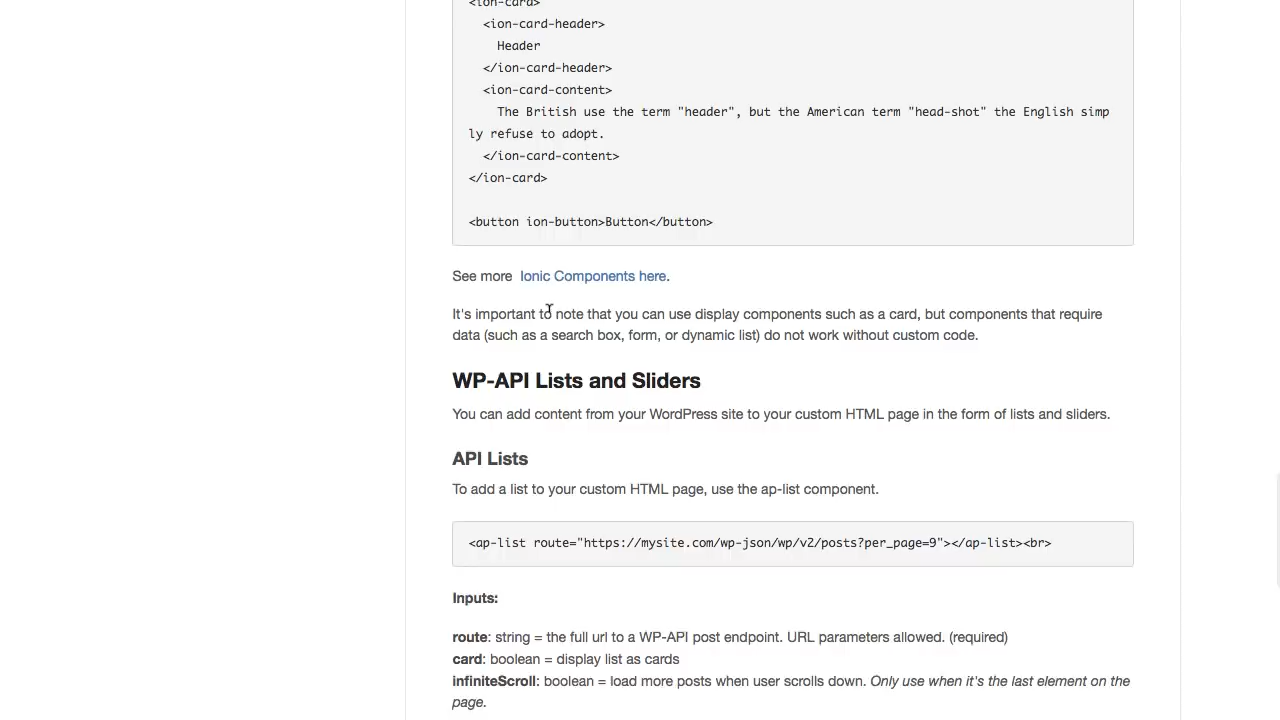 <ion-card>
<ion-card-header>
Header
</ion-card-header>
<ion-card-content>
The British use the term "header", but the American term "head-shot" the English simp
ly refuse to adopt.
</ion-card-content>
</ion-card>
<button ion-button>Button</button>
See more Ionic Components here.
It's important to note that you can use display components such as a card, but components that require
data (such as a search box, form, or dynamic list) do not work without custom code.
WP-API Lists and Sliders
You can add content from your WordPress site to your custom HTML page in the form of lists and sliders.
API Lists
To add a list to your custom HTML page, use the ap-list component.
<ap-list route="https://mysite.com/wp-json/wp/v2/posts?per_page=9"></ap-list><br>
Inputs:
route: string = the full url to a WP-API post endpoint. URL parameters allowed. (required)
card: boolean = display list as cards
infiniteScroll: boolean = load more posts when user scrolls down. Only use when it's the last element on the
page.